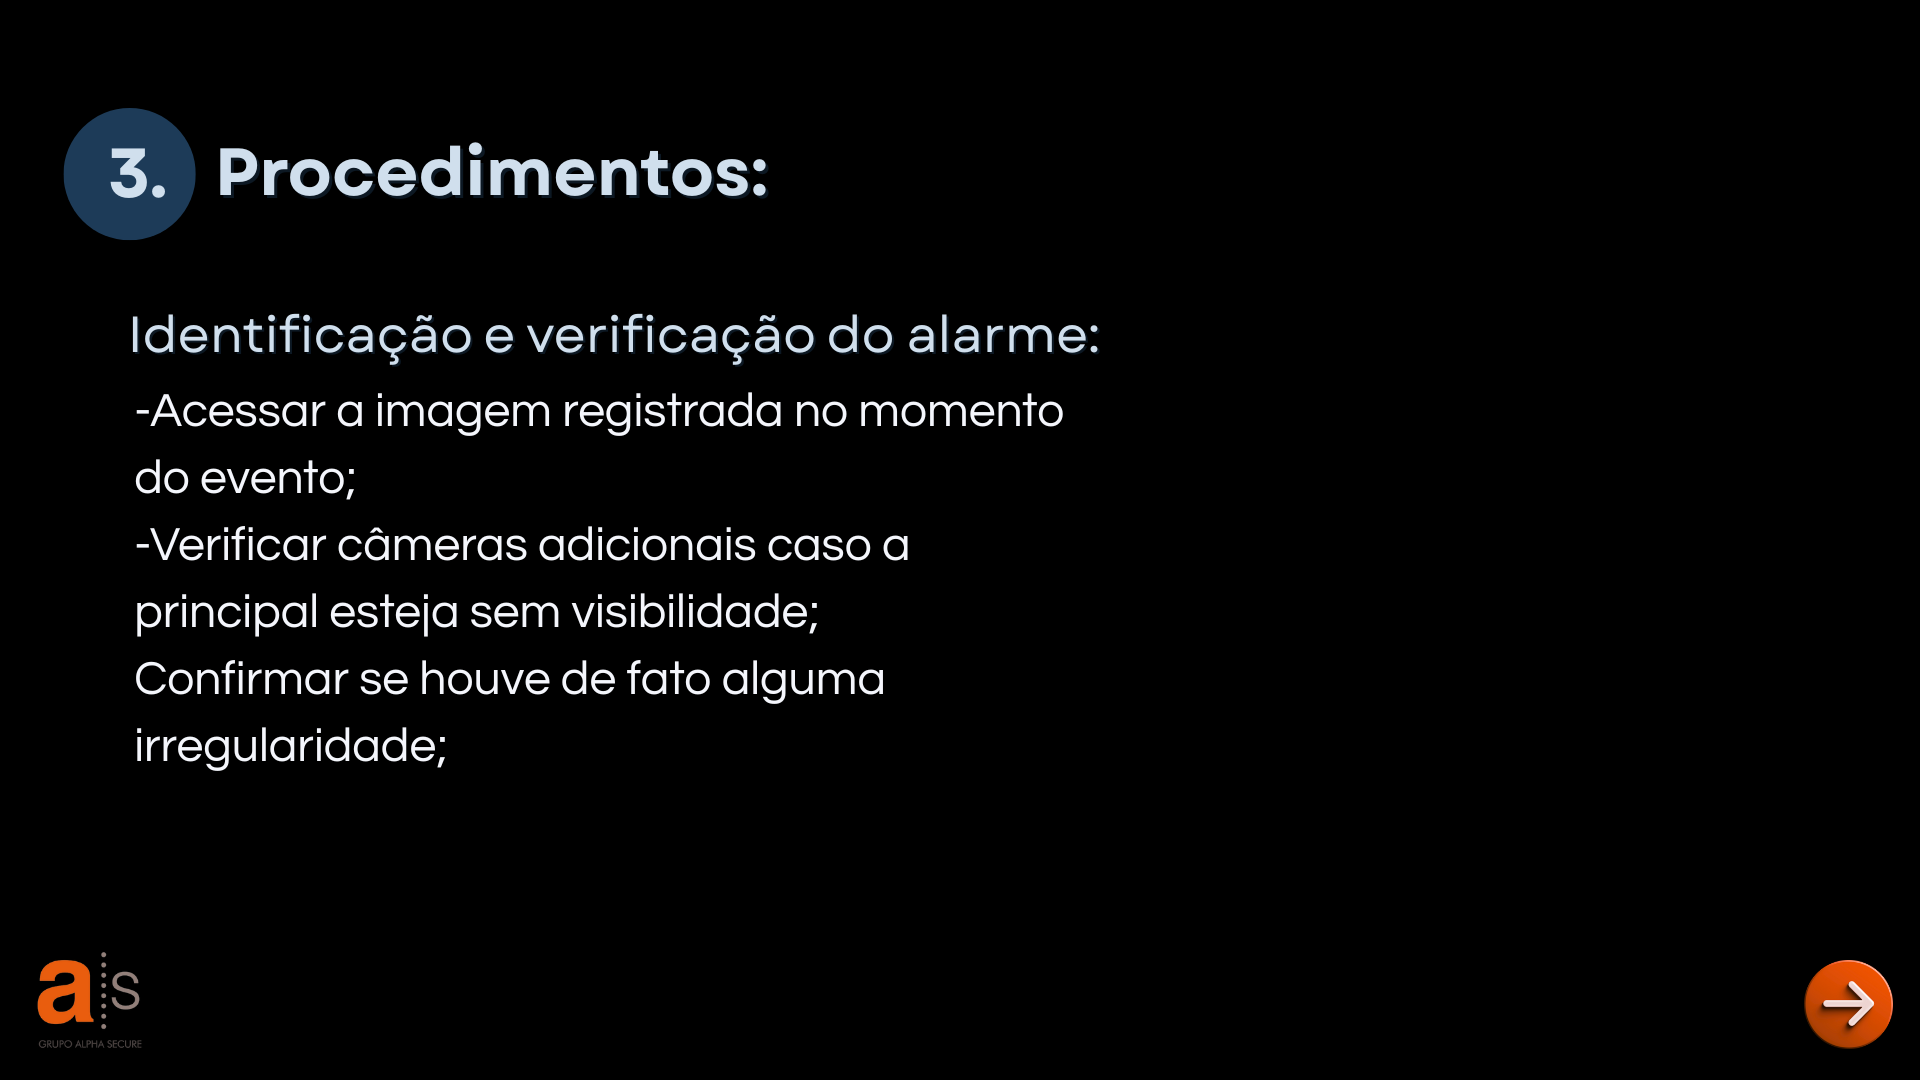 3. Procedimentos:
Identificação e verificação do alarme:
-Acessar a imagem registrada no momento
do evento;
-Verificar câmeras adicionais caso a
principal esteja sem visibilidade;
Confirmar se houve de fato alguma
irregularidade;
a s
GRUPO ALPHA SECURE